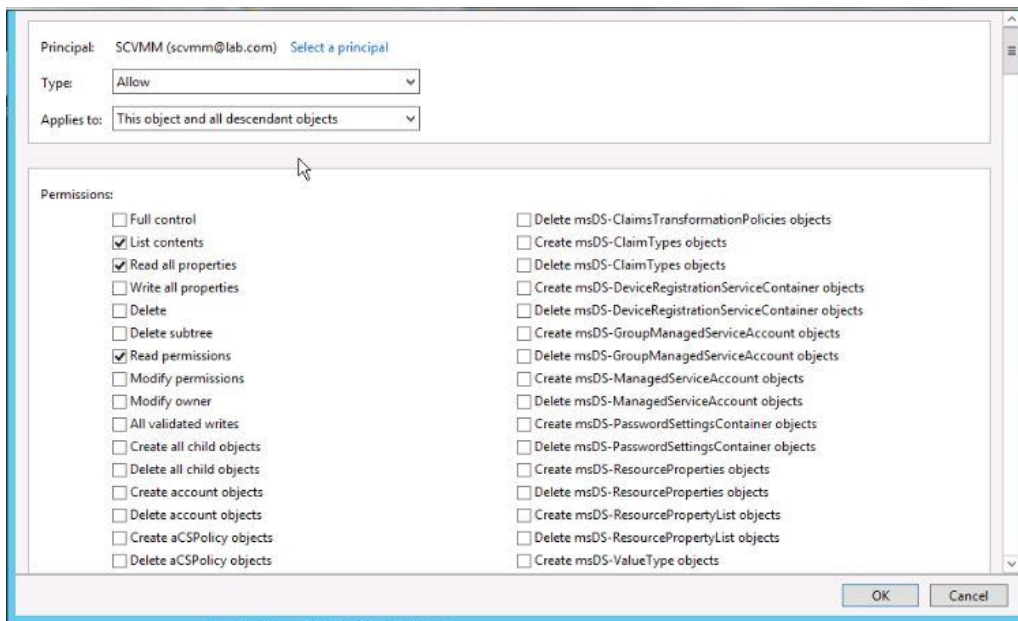 Principal: SCVMM (scvmm@lab.com) Select a principal
Type: Allow
Applies to: This object and all descendant objects
Permissions:
Full control
List contents
Read all properties
Write all properties
Delete
Delete subtree
Read permissions
Modify permissions
Modify owner
All validated writes
Create all child objects
Delete all child objects
Create account objects
Delete account objects
Create aCSPolicy objects
Delete aCSPolicy objects
Delete msDS-ClaimsTransformationPolicies objects
Create msDS-ClaimTypes objects
Delete msDS-ClaimTypes objects
Create msDS-DeviceRegistrationServiceContainer objects
Delete msDS-DeviceRegistrationServiceContainer objects
Create msDS-GroupManagedServiceAccount objects
Delete msDS-GroupManagedServiceAccount objects
Create msDS-ManagedServiceAccount objects
Delete msDS-ManagedServiceAccount objects
Create msDS-PasswordSettingsContainer objects
Delete msDS-PasswordSettingsContainer objects
Create msDS-ResourceProperties objects
Delete msDS-ResourceProperties objects
Create msDS-ResourcePropertyList objects
Delete msDS-ResourcePropertyList objects
Create msDS-ValueType objects
OK Cancel